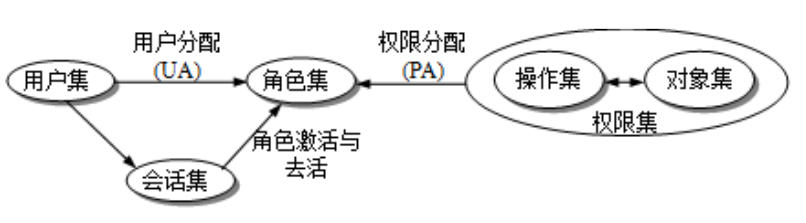 用户分配
(UA)
权限分配
(PA)
用户集
角色集
操作集
对象集
权限集
角色激活与
去活
会话集